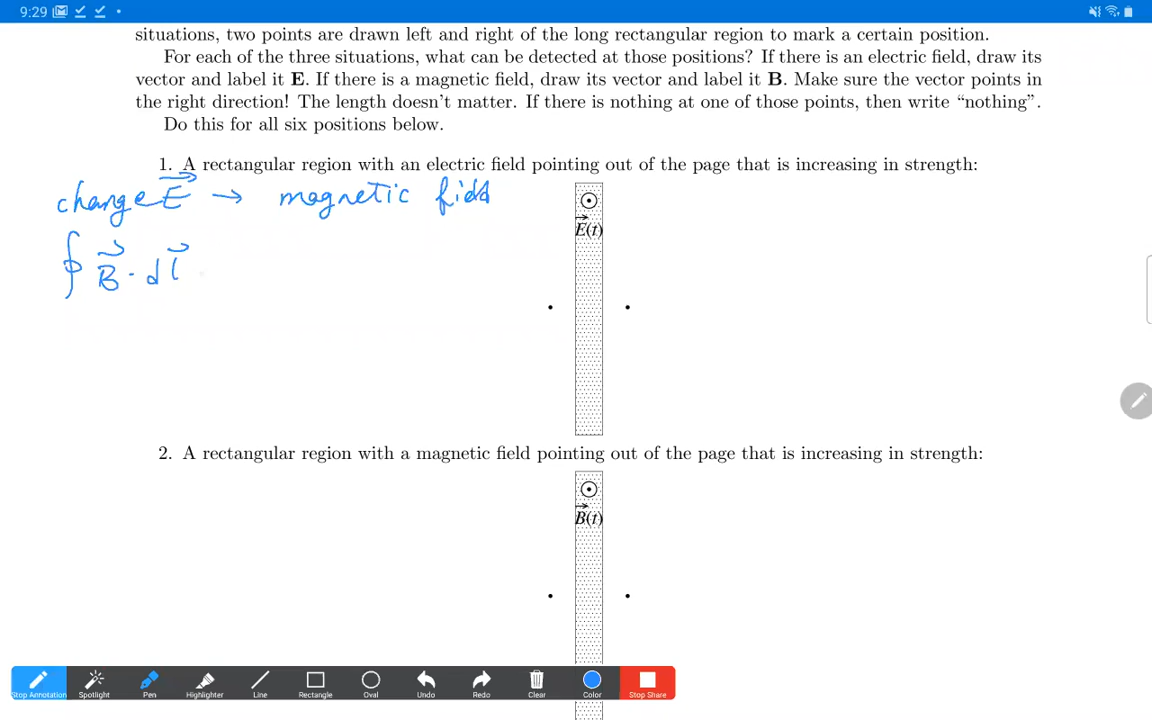 9:29
situations, two points are drawn left and right of the long rectangular region to mark a certain position.
For each of the three situations, what can be detected at those positions? If there is an electric field, draw its
vector and label it E. If there is a magnetic field, draw its vector and label it B. Make sure the vector points in
the right direction! The length doesn't matter. If there is nothing at one of those points, then write “nothing”.
Do this for all six positions below.
1. A rectangular region with an electric field pointing out of the page that is increasing in strength:
change E⃗ → magnetic field
E⃗(t)
∮ B⃗ · dl⃗
2. A rectangular region with a magnetic field pointing out of the page that is increasing in strength:
B⃗(t)
Stop Annotation Spotlight Pen Highlighter Line Rectangle Oval Undo Redo Clear Color Stop Share